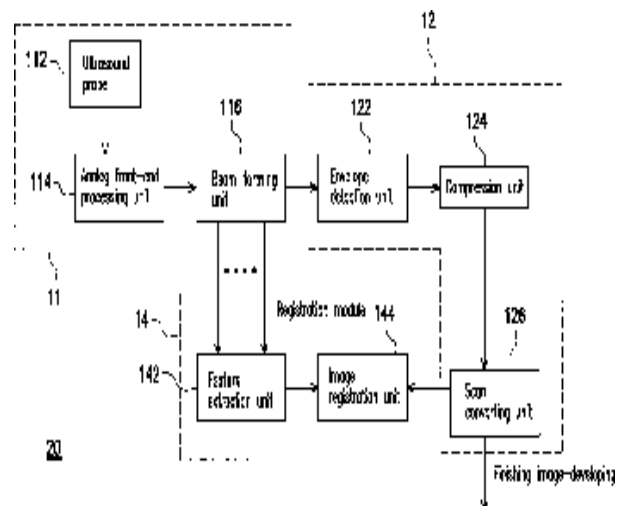 12
112
Ultrasound
probe
116
122
124
114
Analog front-end
processing unit
Beam forming
unit
Envelope
detection unit
Compression unit
11
14
Registration module
144
126
142
Feature
extraction unit
Image
registration unit
Scan
converting unit
20
Finishing image-developing